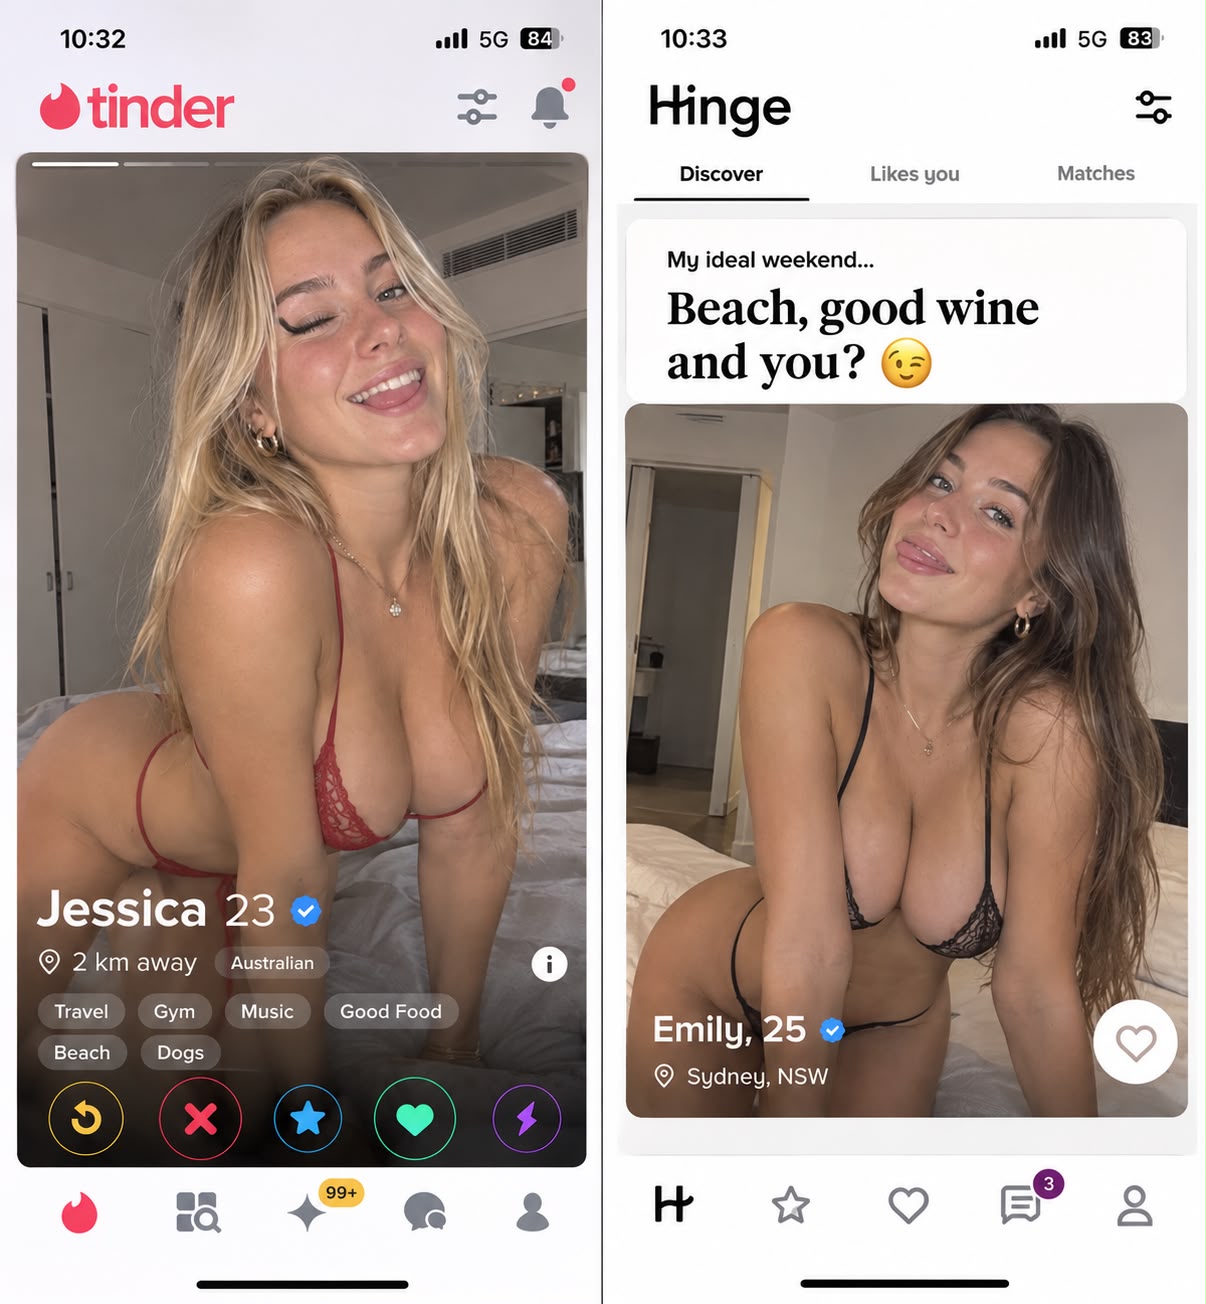 10:32
5G
84
tinder
Jessica 23
2 km away
Australian
Travel
Gym
Music
Good Food
Beach
Dogs
99+
10:33
5G
83
Hinge
Discover
Likes you
Matches
My ideal weekend...
Beach, good wine
and you? 😉
Emily, 25
Sydney, NSW
H
3